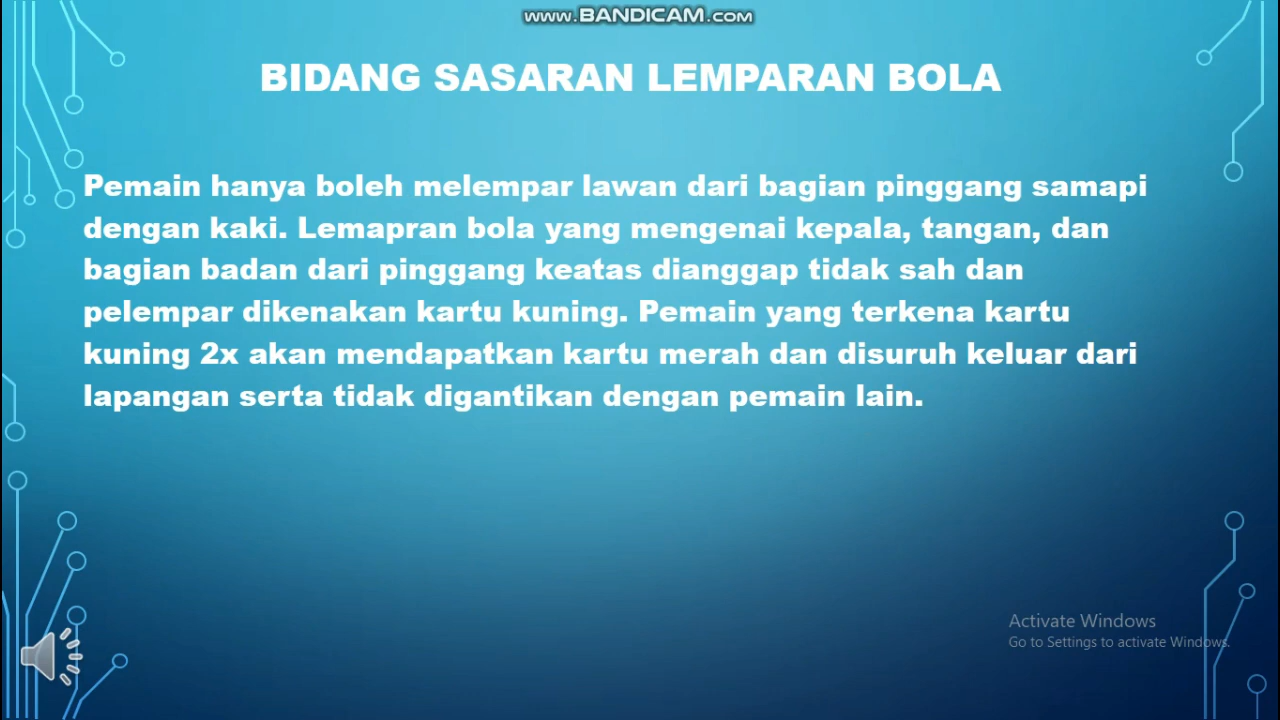 www.BANDICAM.com
BIDANG SASARAN LEMPARAN BOLA
Pemain hanya boleh melempar lawan dari bagian pinggang samapi
dengan kaki. Lemapran bola yang mengenai kepala, tangan, dan
bagian badan dari pinggang keatas dianggap tidak sah dan
pelempar dikenakan kartu kuning. Pemain yang terkena kartu
kuning 2x akan mendapatkan kartu merah dan disuruh keluar dari
lapangan serta tidak digantikan dengan pemain lain.
Activate Windows
Go to Settings to activate Windows.